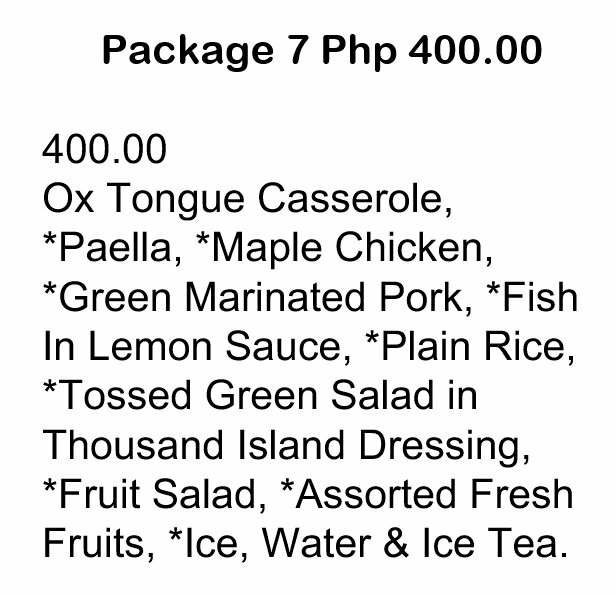 Package 7 Php 400.00
400.00
Ox Tongue Casserole,
*Paella, *Maple Chicken,
*Green Marinated Pork, *Fish
In Lemon Sauce, *Plain Rice,
*Tossed Green Salad in
Thousand Island Dressing,
*Fruit Salad, *Assorted Fresh
Fruits, *Ice, Water & Ice Tea.